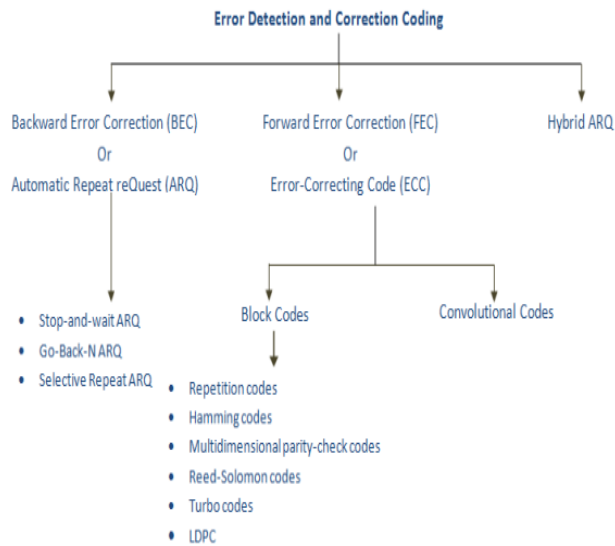 Error Detection and Correction Coding
Backward Error Correction (BEC)
Or
Automatic Repeat reQuest (ARQ)
Forward Error Correction (FEC)
Or
Error-Correcting Code (ECC)
Hybrid ARQ
• Stop-and-wait ARQ
• Go-Back-N ARQ
• Selective Repeat ARQ
Block Codes
Convolutional Codes
• Repetition codes
• Hamming codes
• Multidimensional parity-check codes
• Reed-Solomon codes
• Turbo codes
• LDPC